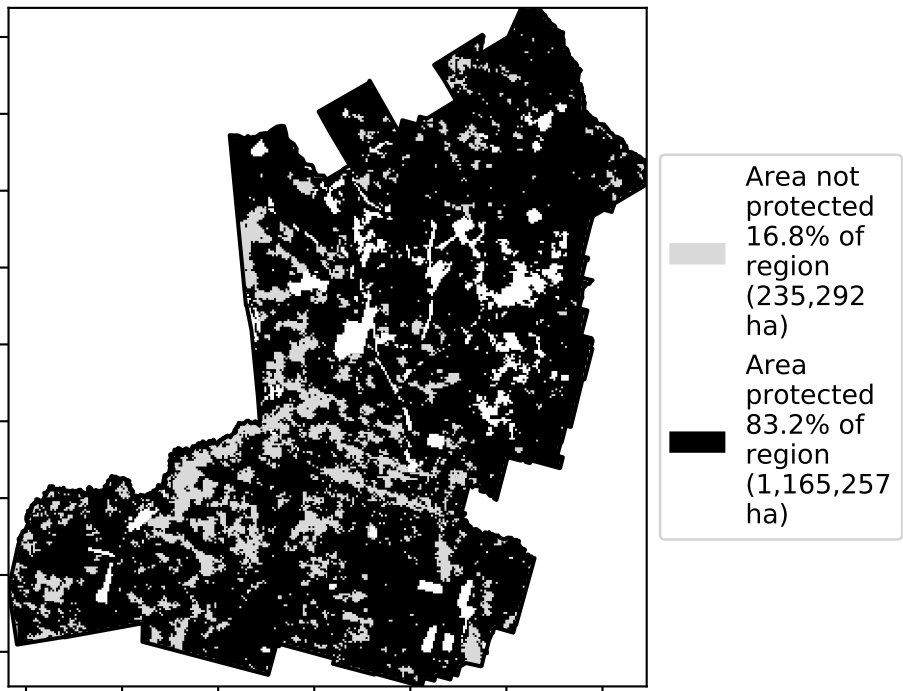 Area not
protected
16.8% of
region
(235,292
ha)
Area
protected
83.2% of
region
(1,165,257
ha)